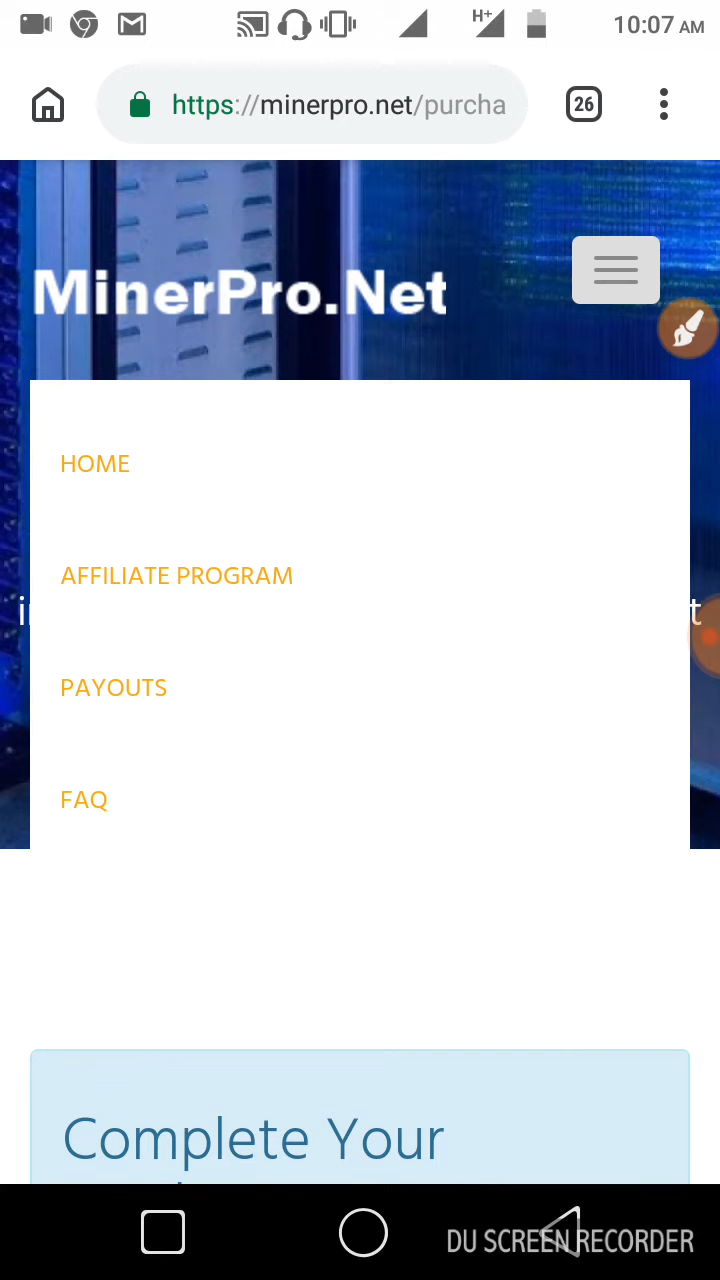 H+ 10:07 AM
https://minerpro.net/purcha 26
MinerPro.Net
HOME
AFFILIATE PROGRAM
PAYOUTS
FAQ
Complete Your
DU SCREEN RECORDER